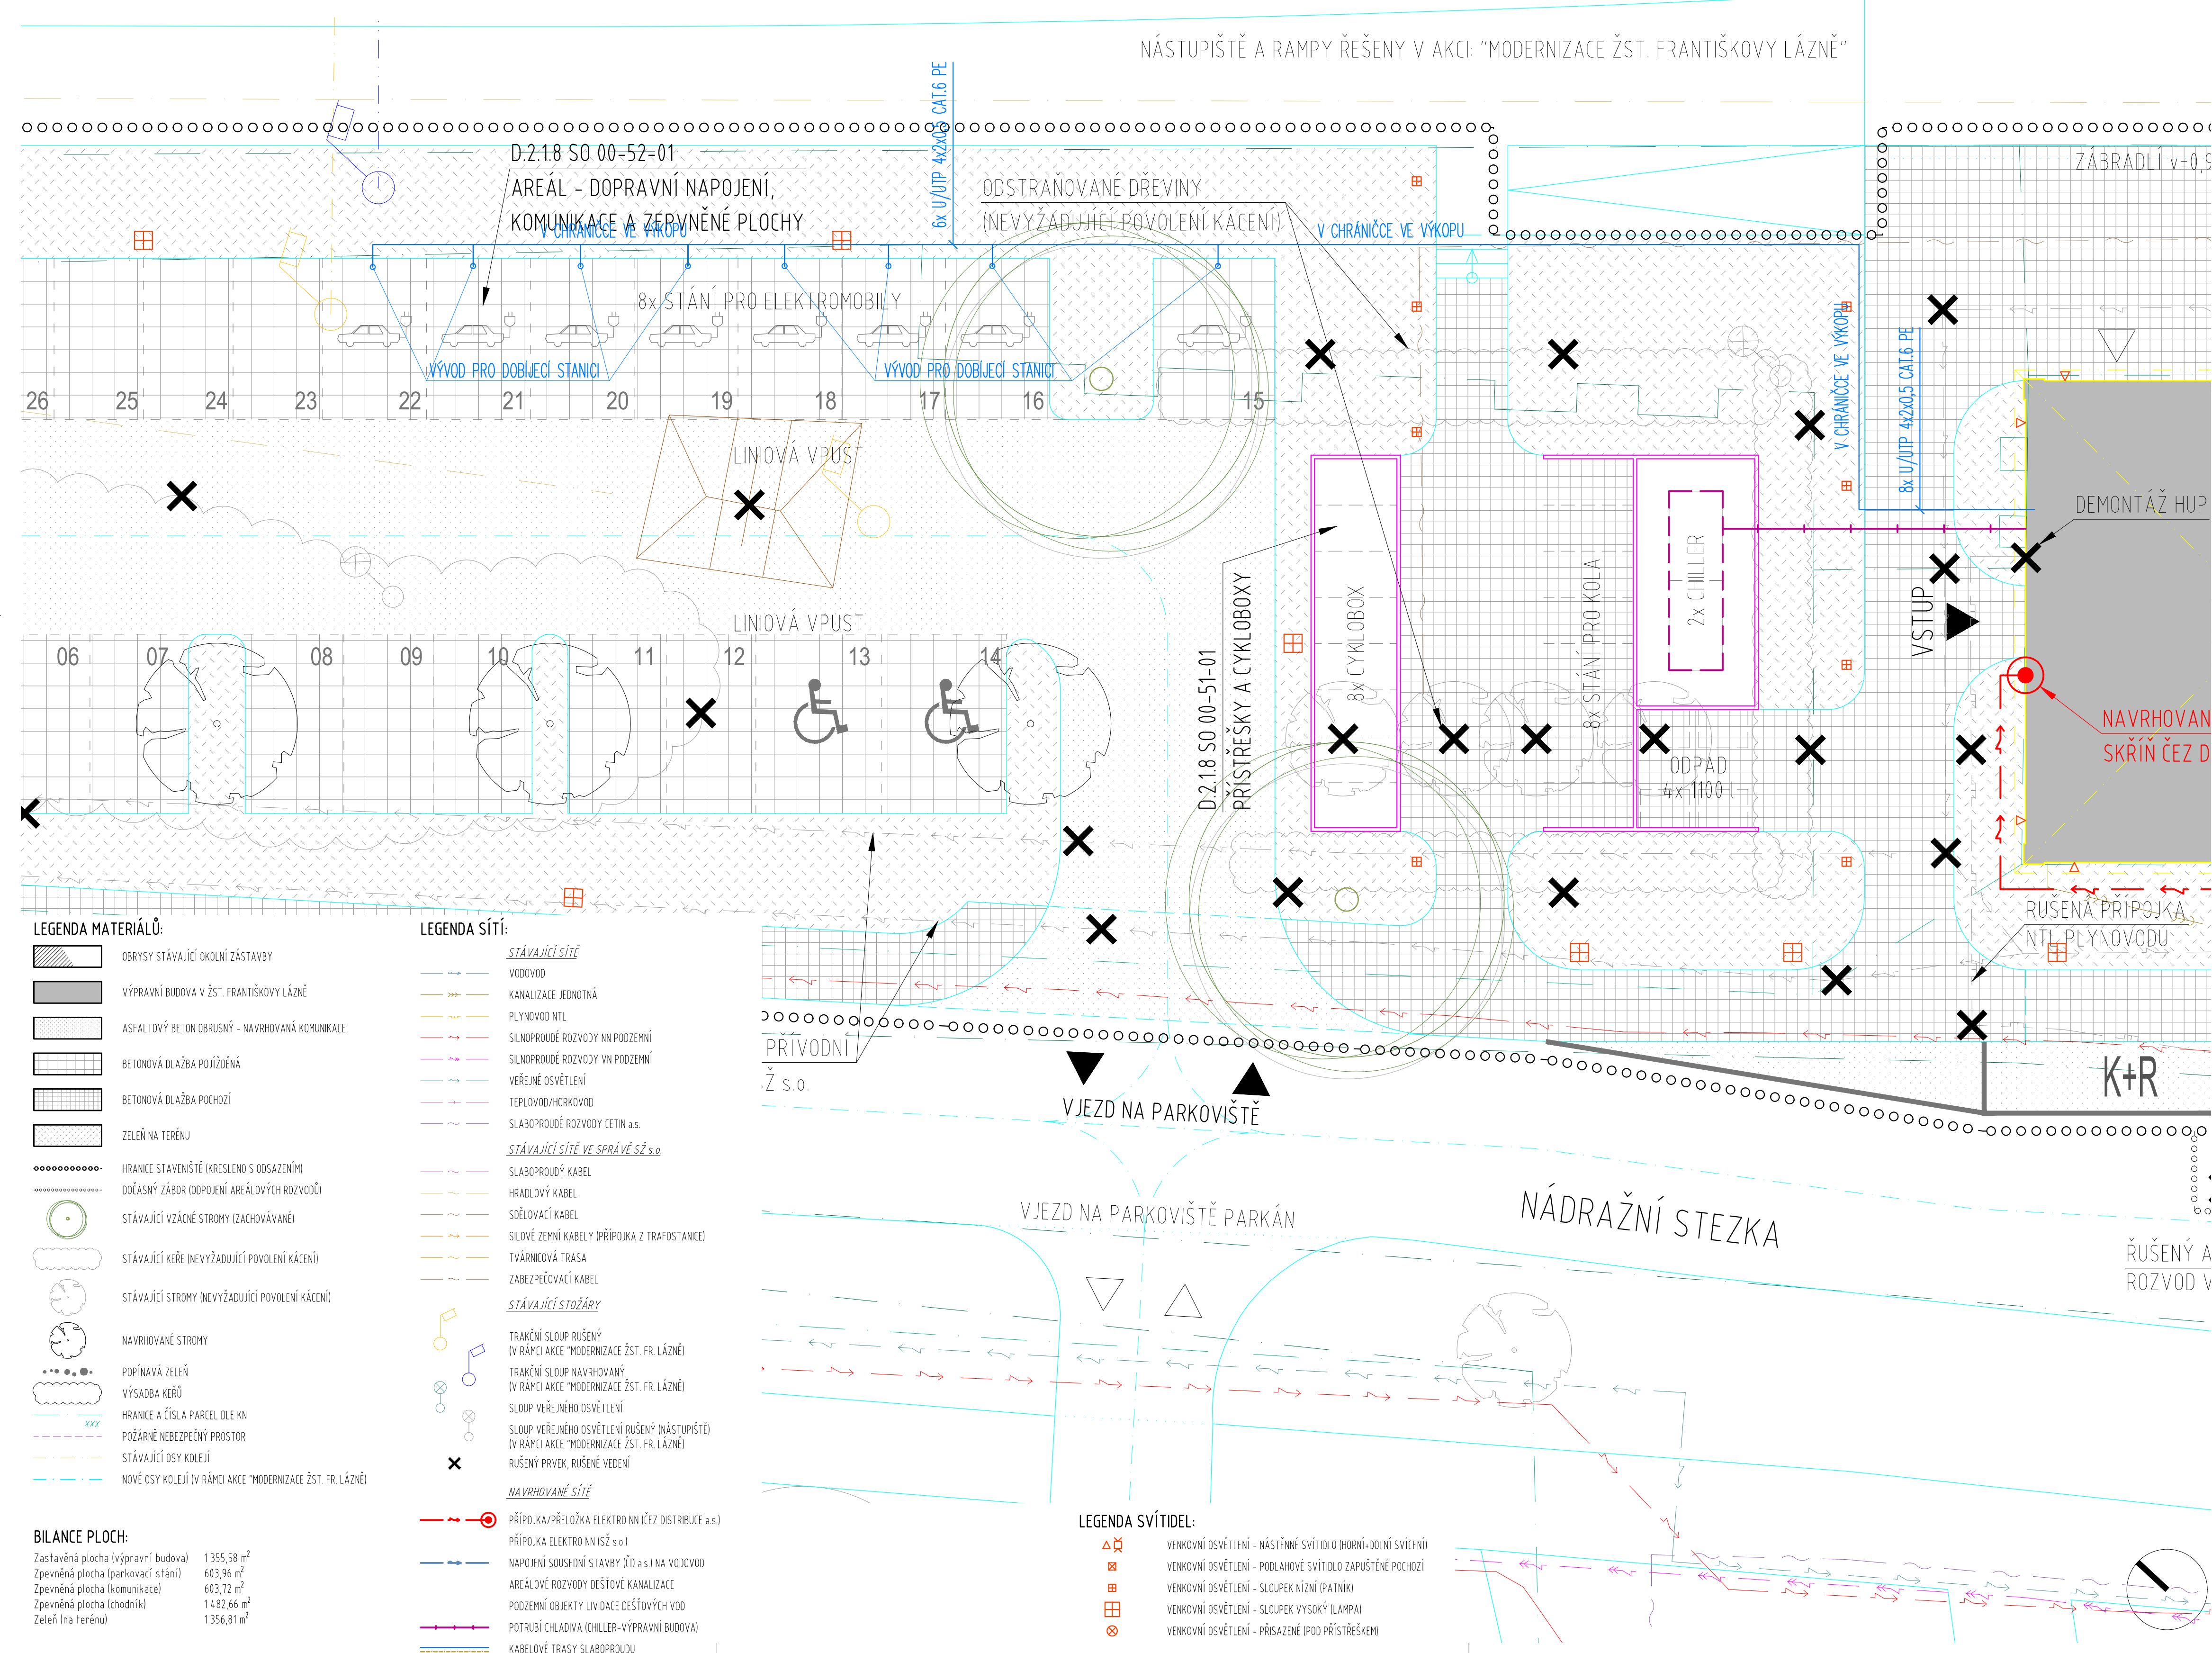 NÁSTUPIŠTĚ A RAMPY ŘEŠENY V AKCI: "MODERNIZACE ŽST. FRANTIŠKOVY LÁZNĚ"
6x U/UTP 4x2x0,5 CAT.6 PE
D.2.1.8 SO 00-52-01
AREÁL - DOPRAVNÍ NAPOJENÍ,
KOMUNIKACE A ZEPVNĚNÉ PLOCHY
V CHRÁNIČCE VE VÝKOPU
ODSTRAŇOVANÉ DŘEVINY
(NEVYŽADUJÍCÍ POVOLENÍ KÁCENÍ)
V CHRÁNIČCE VE VÝKOPU
ZÁBRADLÍ v=0,9
8x STÁNÍ PRO ELEKTROMOBILY
VÝVOD PRO DOBÍJECÍ STANICI
VÝVOD PRO DOBÍJECÍ STANICI
26 25 24 23 22 21 20 19 18 17 16 15
V CHRÁNIČCE VE VÝKOPU
8x U/UTP 4x2x0,5 CAT.6 PE
LINIOVÁ VPUST
DEMONTÁŽ HUP
LINIOVÁ VPUST
06 07 08 09 10 11 12 13 14
D.2.1.8 SO 00-51-01
PŘÍSTŘEŠKY A CYKLOBOXY
8x CYKLOBOX
8x STÁNÍ PRO KOLA
2x CHILLER
ODPAD
4x 1100 l
VSTUP
NAVRHOVAN
SKŘÍŇ ČEZ D
RUŠENÁ PŘÍPOJKA
NTL PLYNOVODU
PŘÍVODNÍ
SŽ s.o.
VJEZD NA PARKOVIŠTĚ
K+R
VJEZD NA PARKOVIŠTĚ PARKÁN
NÁDRAŽNÍ STEZKA
ŘUŠENÝ A
ROZVOD V
LEGENDA MATERIÁLŮ:
OBRYSY STÁVAJÍCÍ OKOLNÍ ZÁSTAVBY
VÝPRAVNÍ BUDOVA V ŽST. FRANTIŠKOVY LÁZNĚ
ASFALTOVÝ BETON OBRUSNÝ - NAVRHOVANÁ KOMUNIKACE
BETONOVÁ DLAŽBA POJÍŽDĚNÁ
BETONOVÁ DLAŽBA POCHOZÍ
ZELEŇ NA TERÉNU
HRANICE STAVENIŠTĚ (KRESLENO S ODSAZENÍM)
DOČASNÝ ZÁBOR (ODPOJENÍ AREÁLOVÝCH ROZVODŮ)
STÁVAJÍCÍ VZÁCNÉ STROMY (ZACHOVÁVANÉ)
STÁVAJÍCÍ KEŘE (NEVYŽADUJÍCÍ POVOLENÍ KÁCENÍ)
STÁVAJÍCÍ STROMY (NEVYŽADUJÍCÍ POVOLENÍ KÁCENÍ)
NAVRHOVANÉ STROMY
POPÍNAVÁ ZELEŇ
VÝSADBA KEŘŮ
HRANICE A ČÍSLA PARCEL DLE KN
xxx
POŽÁRNĚ NEBEZPEČNÝ PROSTOR
STÁVAJÍCÍ OSY KOLEJÍ
NOVÉ OSY KOLEJÍ (V RÁMCI AKCE "MODERNIZACE ŽST. FR. LÁZNĚ)
BILANCE PLOCH:
Zastavěná plocha (výpravní budova) 1 355,58 m²
Zpevněná plocha (parkovací stání) 603,96 m²
Zpevněná plocha (komunikace) 603,72 m²
Zpevněná plocha (chodník) 1 482,66 m²
Zeleň (na terénu) 1 356,81 m²
LEGENDA SÍTÍ:
STÁVAJÍCÍ SÍTĚ
VODOVOD
KANALIZACE JEDNOTNÁ
PLYNOVOD NTL
SILNOPROUDÉ ROZVODY NN PODZEMNÍ
SILNOPROUDÉ ROZVODY VN PODZEMNÍ
VEŘEJNÉ OSVĚTLENÍ
TEPLOVOD/HORKOVOD
SLABOPROUDÉ ROZVODY CETIN a.s.
STÁVAJÍCÍ SÍTĚ VE SPRÁVĚ SŽ s.o.
SLABOPROUDÝ KABEL
HRADLOVÝ KABEL
SDĚLOVACÍ KABEL
SILOVÉ ZEMNÍ KABELY (PŘÍPOJKA Z TRAFOSTANICE)
TVÁRNICOVÁ TRASA
ZABEZPEČOVACÍ KABEL
STÁVAJÍCÍ STOŽÁRY
TRAKČNÍ SLOUP RUŠENÝ
(V RÁMCI AKCE "MODERNIZACE ŽST. FR. LÁZNĚ)
TRAKČNÍ SLOUP NAVRHOVANÝ
(V RÁMCI AKCE "MODERNIZACE ŽST. FR. LÁZNĚ)
SLOUP VEŘEJNÉHO OSVĚTLENÍ
SLOUP VEŘEJNÉHO OSVĚTLENÍ RUŠENÝ (NÁSTUPIŠTĚ)
(V RÁMCI AKCE "MODERNIZACE ŽST. FR. LÁZNĚ)
RUŠENÝ PRVEK, RUŠENÉ VEDENÍ
NAVRHOVANÉ SÍTĚ
PŘÍPOJKA/PŘELOŽKA ELEKTRO NN (ČEZ DISTRIBUCE a.s.)
PŘÍPOJKA ELEKTRO NN (SŽ s.o.)
NAPOJENÍ SOUSEDNÍ STAVBY (ČD a.s.) NA VODOVOD
AREÁLOVÉ ROZVODY DEŠŤOVÉ KANALIZACE
PODZEMNÍ OBJEKTY LIVIDACE DEŠŤOVÝCH VOD
POTRUBÍ CHLADIVA (CHILLER-VÝPRAVNÍ BUDOVA)
KABELOVÉ TRASY SLABOPROUDU
LEGENDA SVÍTIDEL:
VENKOVNÍ OSVĚTLENÍ - NÁSTĚNNÉ SVÍTIDLO (HORNÍ+DOLNÍ SVÍCENÍ)
VENKOVNÍ OSVĚTLENÍ - PODLAHOVÉ SVÍTIDLO ZAPUŠTĚNÉ POCHOZÍ
VENKOVNÍ OSVĚTLENÍ - SLOUPEK NÍZNÍ (PATNÍK)
VENKOVNÍ OSVĚTLENÍ - SLOUPEK VYSOKÝ (LAMPA)
VENKOVNÍ OSVĚTLENÍ - PŘISAZENÉ (POD PŘÍSTŘEŠKEM)